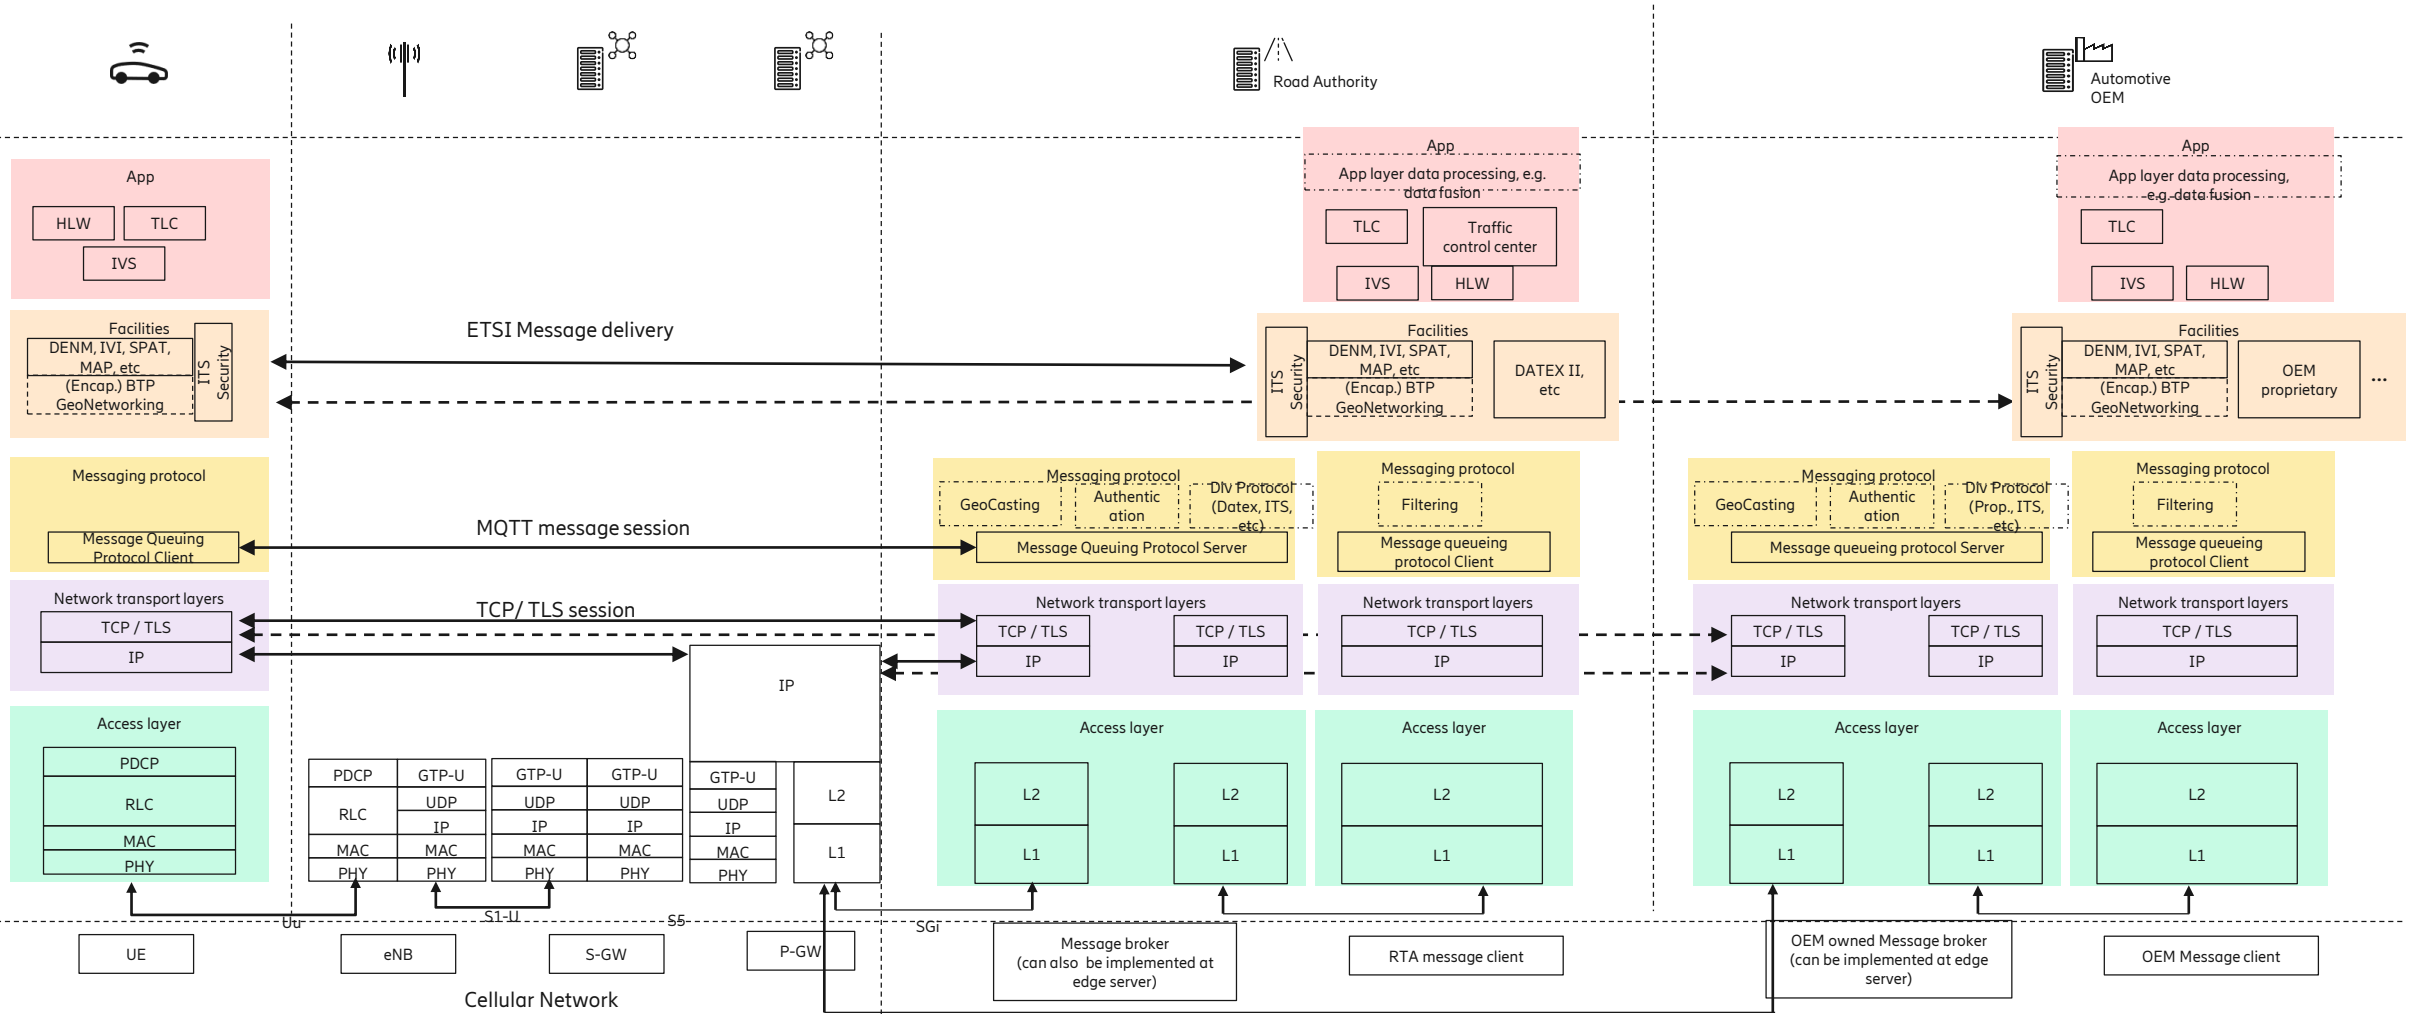 Road Authority
Automotive
OEM
App
HLW
TLC
IVS
App
App layer data processing, e.g.
data fusion
TLC
Traffic
control center
IVS
HLW
App
App layer data processing,
e.g. data fusion
TLC
IVS
HLW
Facilities
DENM, IVI, SPAT,
MAP, etc
(Encap.) BTP
GeoNetworking
ITS
Security
ETSI Message delivery
Facilities
ITS
Security
DENM, IVI, SPAT,
MAP, etc
(Encap.) BTP
GeoNetworking
DATEX II,
etc
Facilities
ITS
Security
DENM, IVI, SPAT,
MAP, etc
(Encap.) BTP
GeoNetworking
OEM
proprietary
...
Messaging protocol
Message Queuing
Protocol Client
MQTT message session
Messaging protocol
GeoCasting
Authentic
ation
Div Protocol
(Datex, ITS,
etc)
Message Queuing Protocol Server
Messaging protocol
Filtering
Message queueing
protocol Client
Messaging protocol
GeoCasting
Authentic
ation
Div Protocol
(Prop., ITS,
etc)
Message queueing protocol Server
Messaging protocol
Filtering
Message queueing
protocol Client
Network transport layers
TCP / TLS
IP
TCP/ TLS session
IP
Network transport layers
TCP / TLS
IP
TCP / TLS
IP
Network transport layers
TCP / TLS
IP
Network transport layers
TCP / TLS
IP
TCP / TLS
IP
Network transport layers
TCP / TLS
IP
Access layer
PDCP
RLC
MAC
PHY
PDCP
RLC
MAC
PHY
GTP-U
UDP
IP
MAC
PHY
GTP-U
UDP
IP
MAC
PHY
GTP-U
UDP
IP
MAC
PHY
GTP-U
UDP
IP
MAC
PHY
L2
L1
Access layer
L2
L1
L2
L1
Access layer
L2
L1
Access layer
L2
L1
L2
L1
Access layer
L2
L1
Uu
S1-U
S5
SGi
UE
eNB
S-GW
P-GW
Message broker
(can also be implemented at
edge server)
RTA message client
OEM owned Message broker
(can be implemented at edge
server)
OEM Message client
Cellular Network